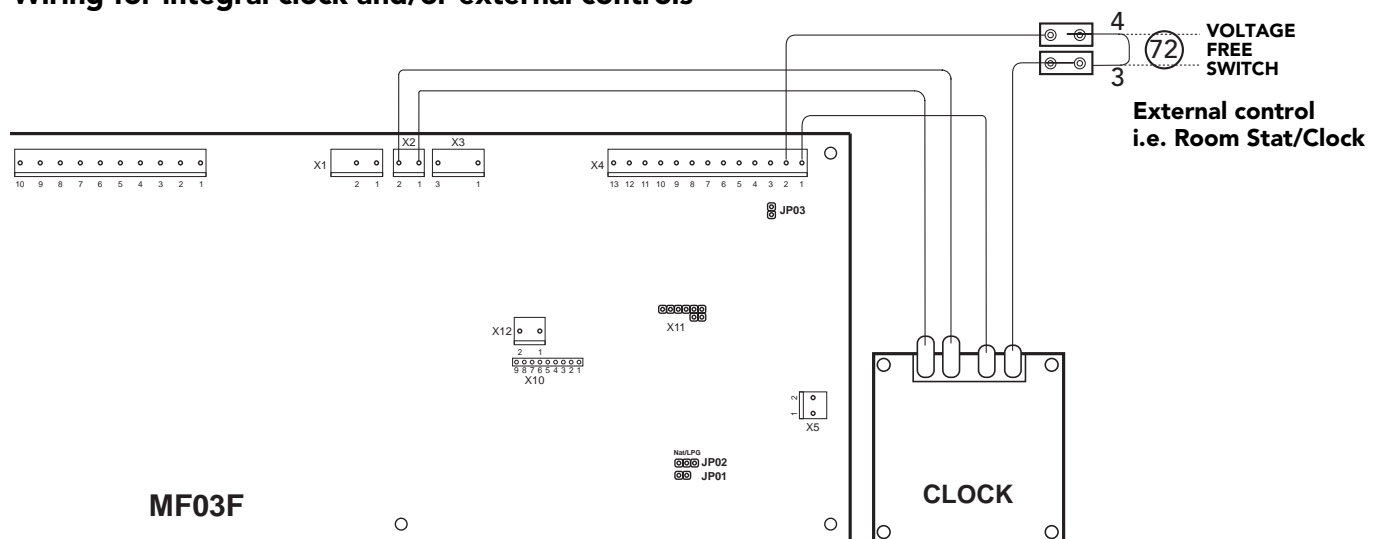 Wiring for integral clock and/or external controls
4
72
3
VOLTAGE
FREE
SWITCH
External control
i.e. Room Stat/Clock
X1
X2
X3
X4
10 9 8 7 6 5 4 3 2 1
2 1
2 1
3 1
13 12 11 10 9 8 7 6 5 4 3 2 1
JP03
X11
X12
2 1
9 8 7 6 5 4 3 2 1
X10
2
1
X5
Nat/LPG
JP02
JP01
MF03F
CLOCK